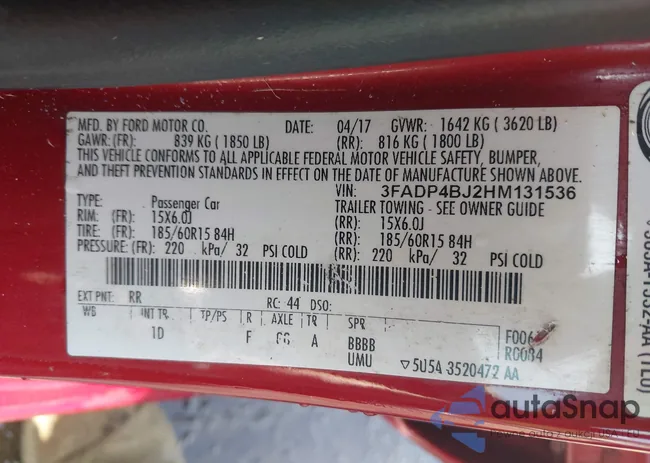 MFD. BY FORD MOTOR CO. DATE: 04/17 GVWR: 1642 KG ( 3620 LB)
GAWR: (FR): 839 KG ( 1850 LB) (RR): 816 KG ( 1800 LB)
THIS VEHICLE CONFORMS TO ALL APPLICABLE FEDERAL MOTOR VEHICLE SAFETY, BUMPER,
AND THEFT PREVENTION STANDARDS IN EFFECT ON THE DATE OF MANUFACTURE SHOWN ABOVE.
VIN: 3FADP4BJ2HM131536
TYPE: Passenger Car TRAILER TOWING - SEE OWNER GUIDE
RIM: (FR): 15X6.0J (RR): 15X6.0J
TIRE: (FR): 185/60R15 84H (RR): 185/60R15 84H
PRESSURE: (FR): 220 kPa/ 32 PSI COLD (RR): 220 kPa/ 32 PSI COLD
EXT PNT: RR RC: 44 DSO:
WB INT TR TP/PS R AXLE TR SPR
1D F A BBBB
UMU
RC084
5U5A 3520472 AA
autoSnap